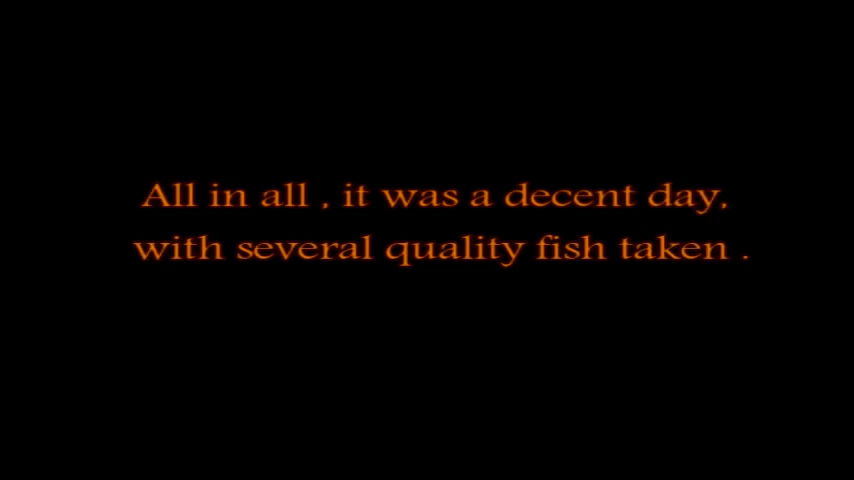 All in all , it was a decent day,
with several quality fish taken .